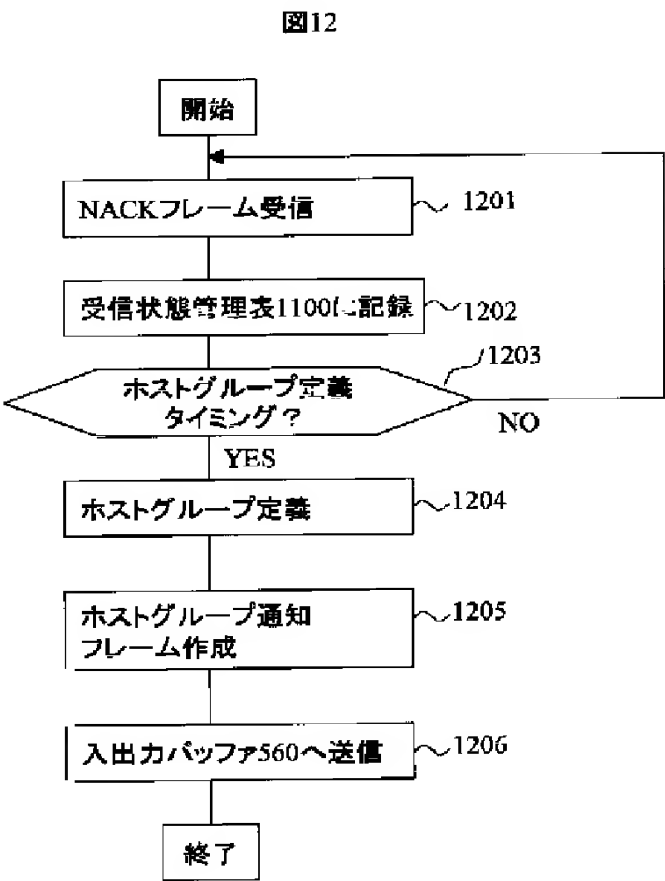 図12
開始
NACKフレーム受信
1201
受信状態管理表1100に記録
1202
1203
ホストグループ定義
タイミング？
NO
YES
ホストグループ定義
1204
ホストグループ通知
フレーム作成
1205
入出力バッファ560へ送信
1206
終了